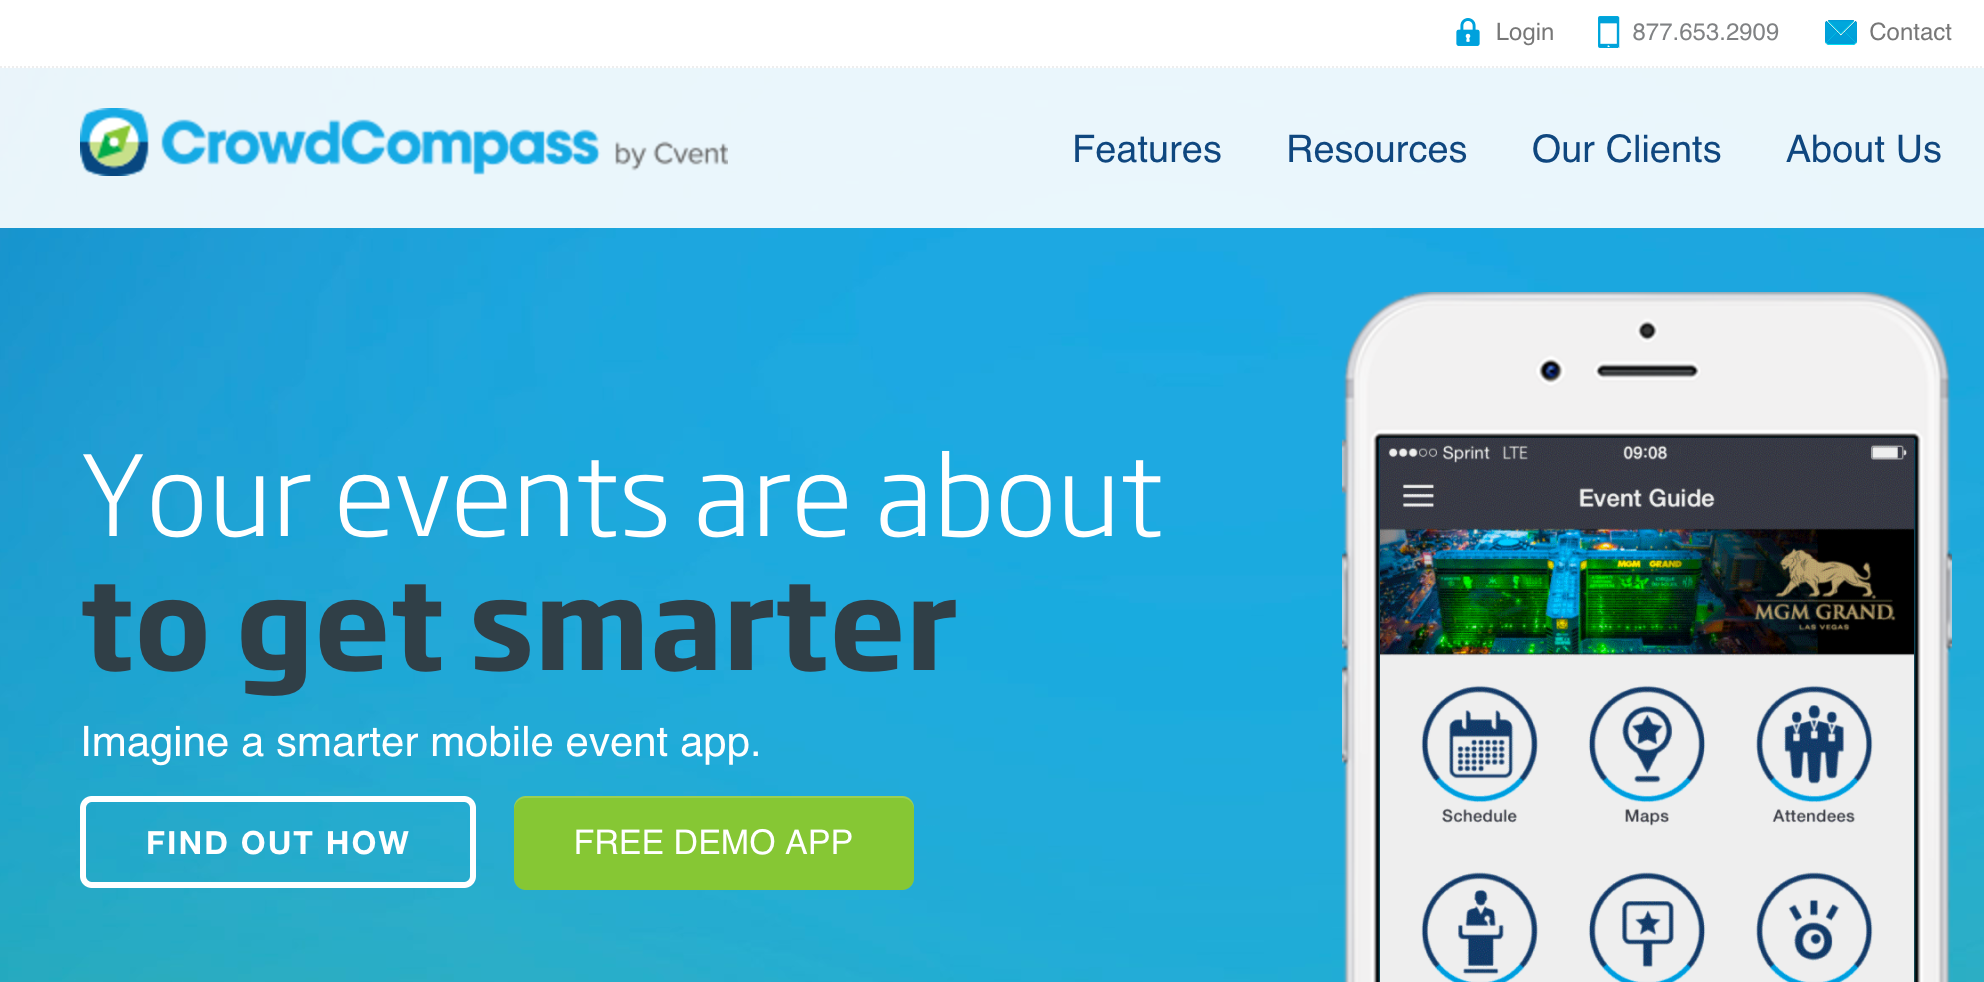 Login
877.653.2909
Contact
CrowdCompass by Cvent
Features
Resources
Our Clients
About Us
Your events are about
to get smarter
Imagine a smarter mobile event app.
FIND OUT HOW
FREE DEMO APP
Sprint LTE
09:08
Event Guide
MGM GRAND
MGM GRAND.
LAS VEGAS
Schedule
Maps
Attendees